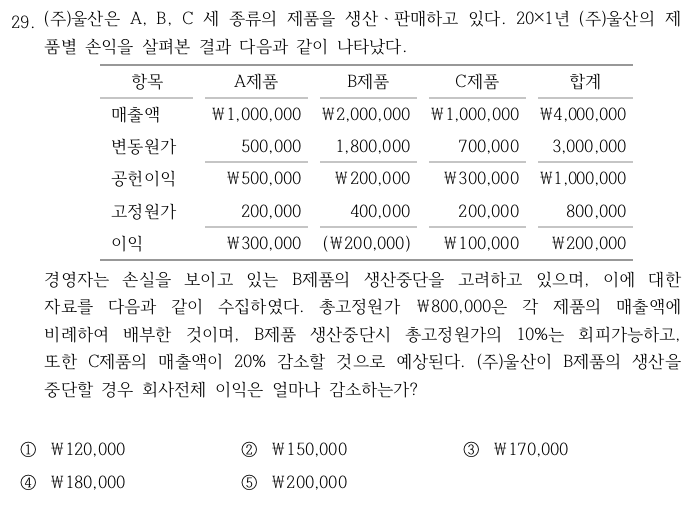 29. (주)울산은 A, B, C 세 종류의 제품을 생산·판매하고 있다. 20×1년 (주)울산의 제
품별 손익을 살펴본 결과 다음과 같이 나타났다.
항목 A제품 B제품 C제품 합계
매출액 ₩1,000,000 ₩2,000,000 ₩1,000,000 ₩4,000,000
변동원가 500,000 1,800,000 700,000 3,000,000
공헌이익 ₩500,000 ₩200,000 ₩300,000 ₩1,000,000
고정원가 200,000 400,000 200,000 800,000
이익 ₩300,000 (₩200,000) ₩100,000 ₩200,000
경영자는 손실을 보이고 있는 B제품의 생산중단을 고려하고 있으며, 이에 대한
자료를 다음과 같이 수집하였다. 총고정원가 ₩800,000은 각 제품의 매출액에
비례하여 배부한 것이며, B제품 생산중단시 총고정원가의 10%는 회피가능하고,
또한 C제품의 매출액이 20% 감소할 것으로 예상된다. (주)울산이 B제품의 생산을
중단할 경우 회사전체 이익은 얼마나 감소하는가?
① ₩120,000 ② ₩150,000 ③ ₩170,000
④ ₩180,000 ⑤ ₩200,000